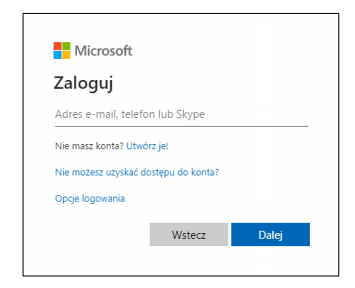 Microsoft
Zaloguj
Adres e-mail, telefon lub Skype
Nie masz konta? Utwórz je!
Nie możesz uzyskać dostępu do konta?
Opcje logowania
Wstecz Dalej